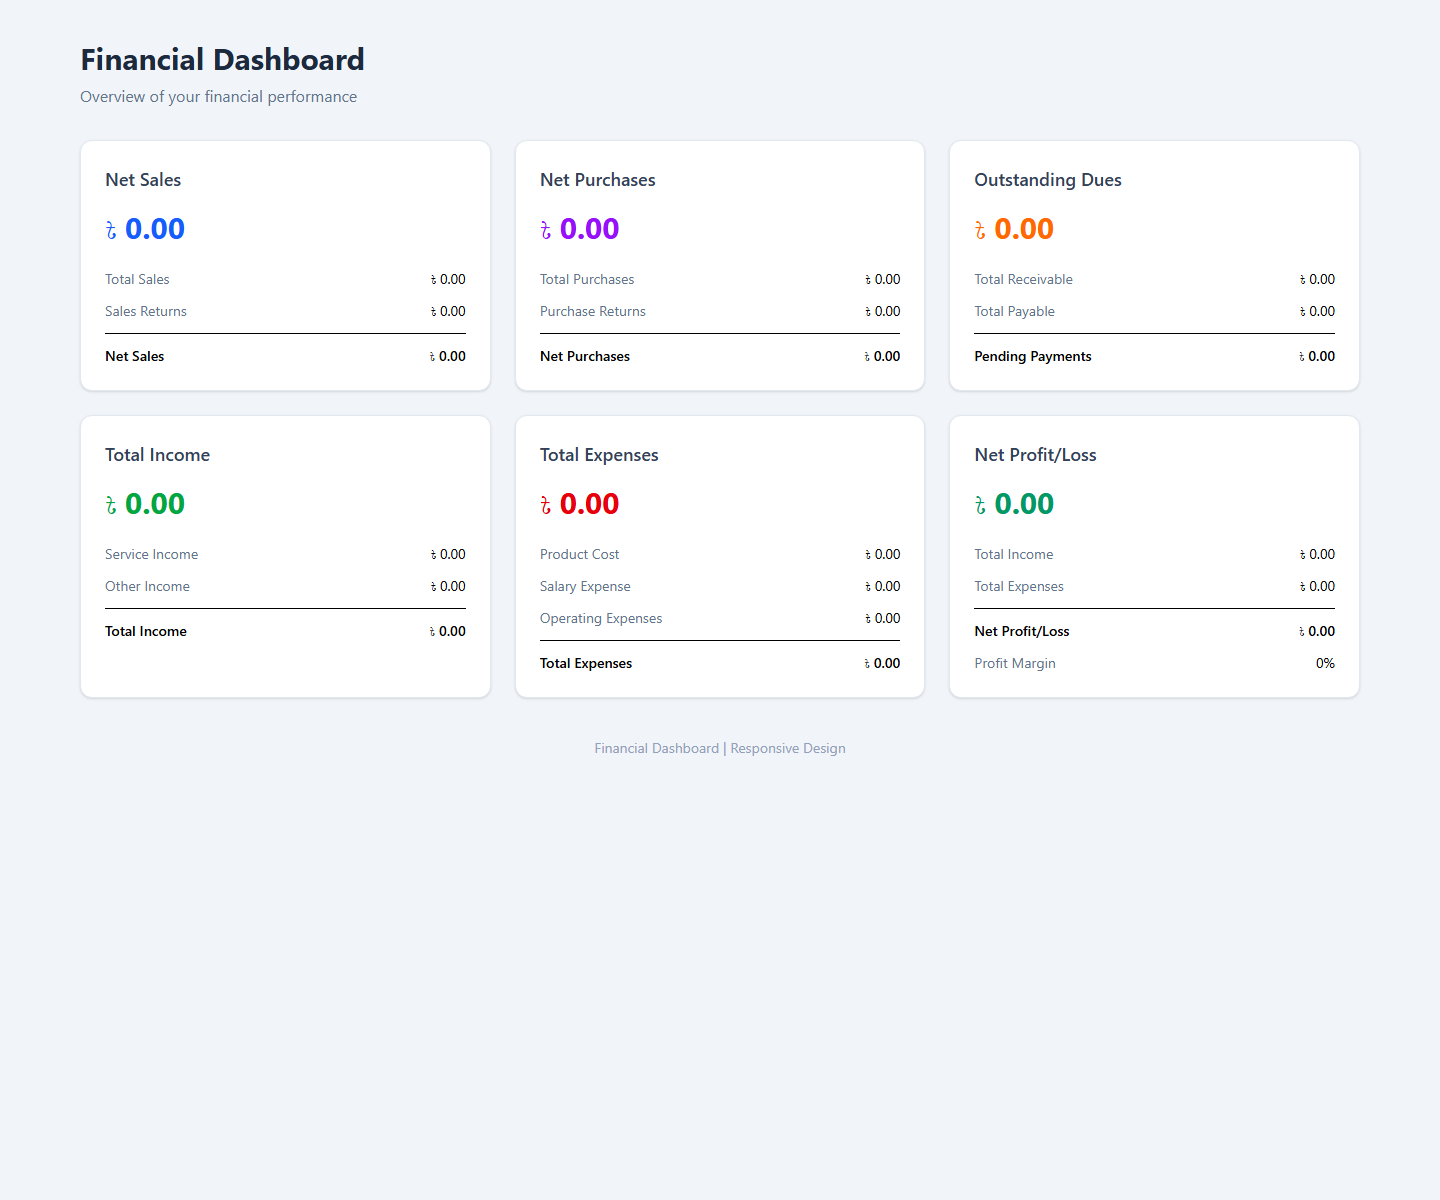 Financial Dashboard
Overview of your financial performance
Net Sales
৳ 0.00
Total Sales ৳ 0.00
Sales Returns ৳ 0.00
Net Sales ৳ 0.00
Net Purchases
৳ 0.00
Total Purchases ৳ 0.00
Purchase Returns ৳ 0.00
Net Purchases ৳ 0.00
Outstanding Dues
৳ 0.00
Total Receivable ৳ 0.00
Total Payable ৳ 0.00
Pending Payments ৳ 0.00
Total Income
৳ 0.00
Service Income ৳ 0.00
Other Income ৳ 0.00
Total Income ৳ 0.00
Total Expenses
৳ 0.00
Product Cost ৳ 0.00
Salary Expense ৳ 0.00
Operating Expenses ৳ 0.00
Total Expenses ৳ 0.00
Net Profit/Loss
৳ 0.00
Total Income ৳ 0.00
Total Expenses ৳ 0.00
Net Profit/Loss ৳ 0.00
Profit Margin 0%
Financial Dashboard | Responsive Design